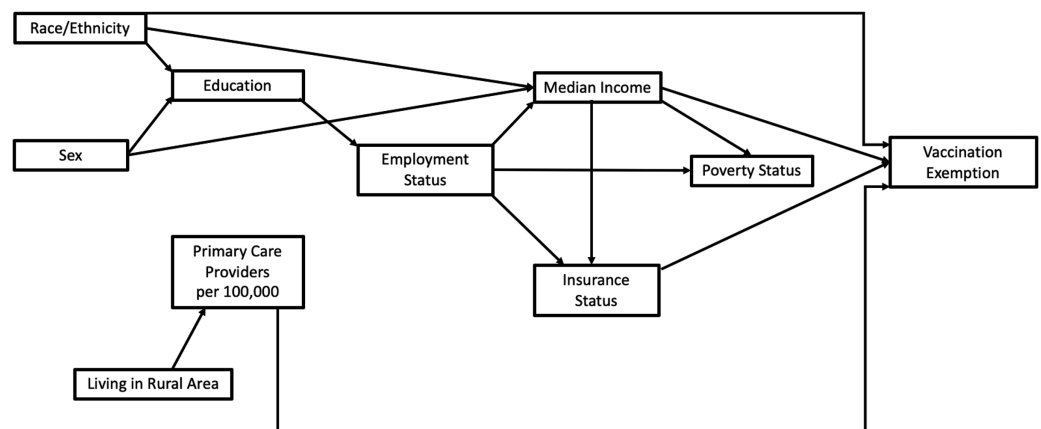 Race/Ethnicity
Education
Median Income
Sex
Employment
Status
Poverty Status
Vaccination
Exemption
Primary Care
Providers
per 100,000
Insurance
Status
Living in Rural Area